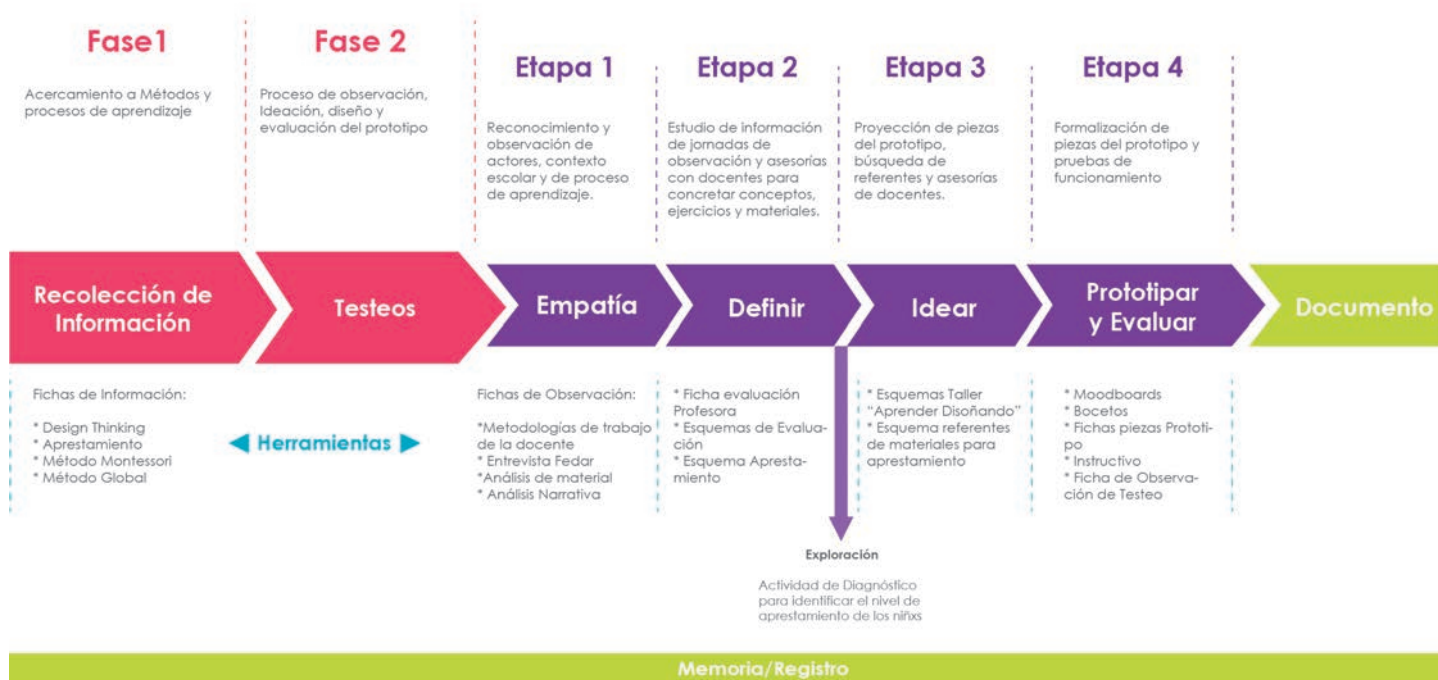 Fase1
Acercamiento a Métodos y
procesos de aprendizaje
Fase 2
Proceso de observación,
Ideación, diseño y
evaluación del prototipo
Etapa 1
Reconocimiento y
observación de
actores, contexto
escolar y de proceso
de aprendizaje.
Etapa 2
Estudio de información
de jornadas de
observación y asesorías
con docentes para
concretar conceptos,
ejercicios y materiales.
Etapa 3
Proyección de piezas
del prototipo,
búsqueda de
referentes y asesorías
de docentes.
Etapa 4
Formalización de
piezas del prototipo y
pruebas de
funcionamiento
Recolección de
Información
Testeos
Empatía
Definir
Idear
Prototipar
y Evaluar
Documento
Fichas de Información:
* Design Thinking
* Aprestamiento
* Método Montessori
* Método Global
Herramientas
Fichas de Observación:
*Metodologías de trabajo
de la docente
* Entrevista Fedar
*Análisis de material
* Análisis Narrativa
* Ficha evaluación
Profesora
* Esquemas de Evalua-
ción
* Esquema Apresta-
miento
* Esquemas Taller
“Aprender Disoñando”
* Esquema referentes
de materiales para
aprestamiento
* Moodboards
* Bocetos
* Fichas piezas Prototi-
po
* Instructivo
* Ficha de Observa-
ción de Testeo
Exploración
Actividad de Diagnóstico
para identificar el nivel de
aprestamiento de los niñxs
Memoria/Registro